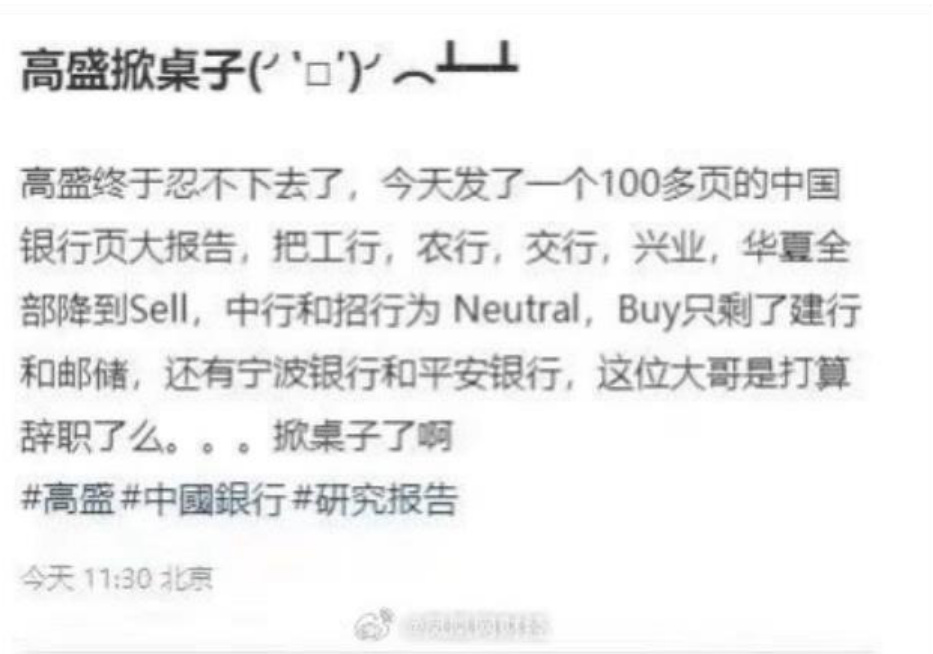 高盛掀桌子(╯‵□′)╯︵┻━┻
高盛终于忍不下去了，今天发了一个100多页的中国
银行页大报告，把工行，农行，交行，兴业，华夏全
部降到Sell，中行和招行为 Neutral，Buy只剩了建行
和邮储，还有宁波银行和平安银行，这位大哥是打算
辞职了么。。。掀桌子了啊
#高盛#中國銀行#研究报告
今天 11:30 北京